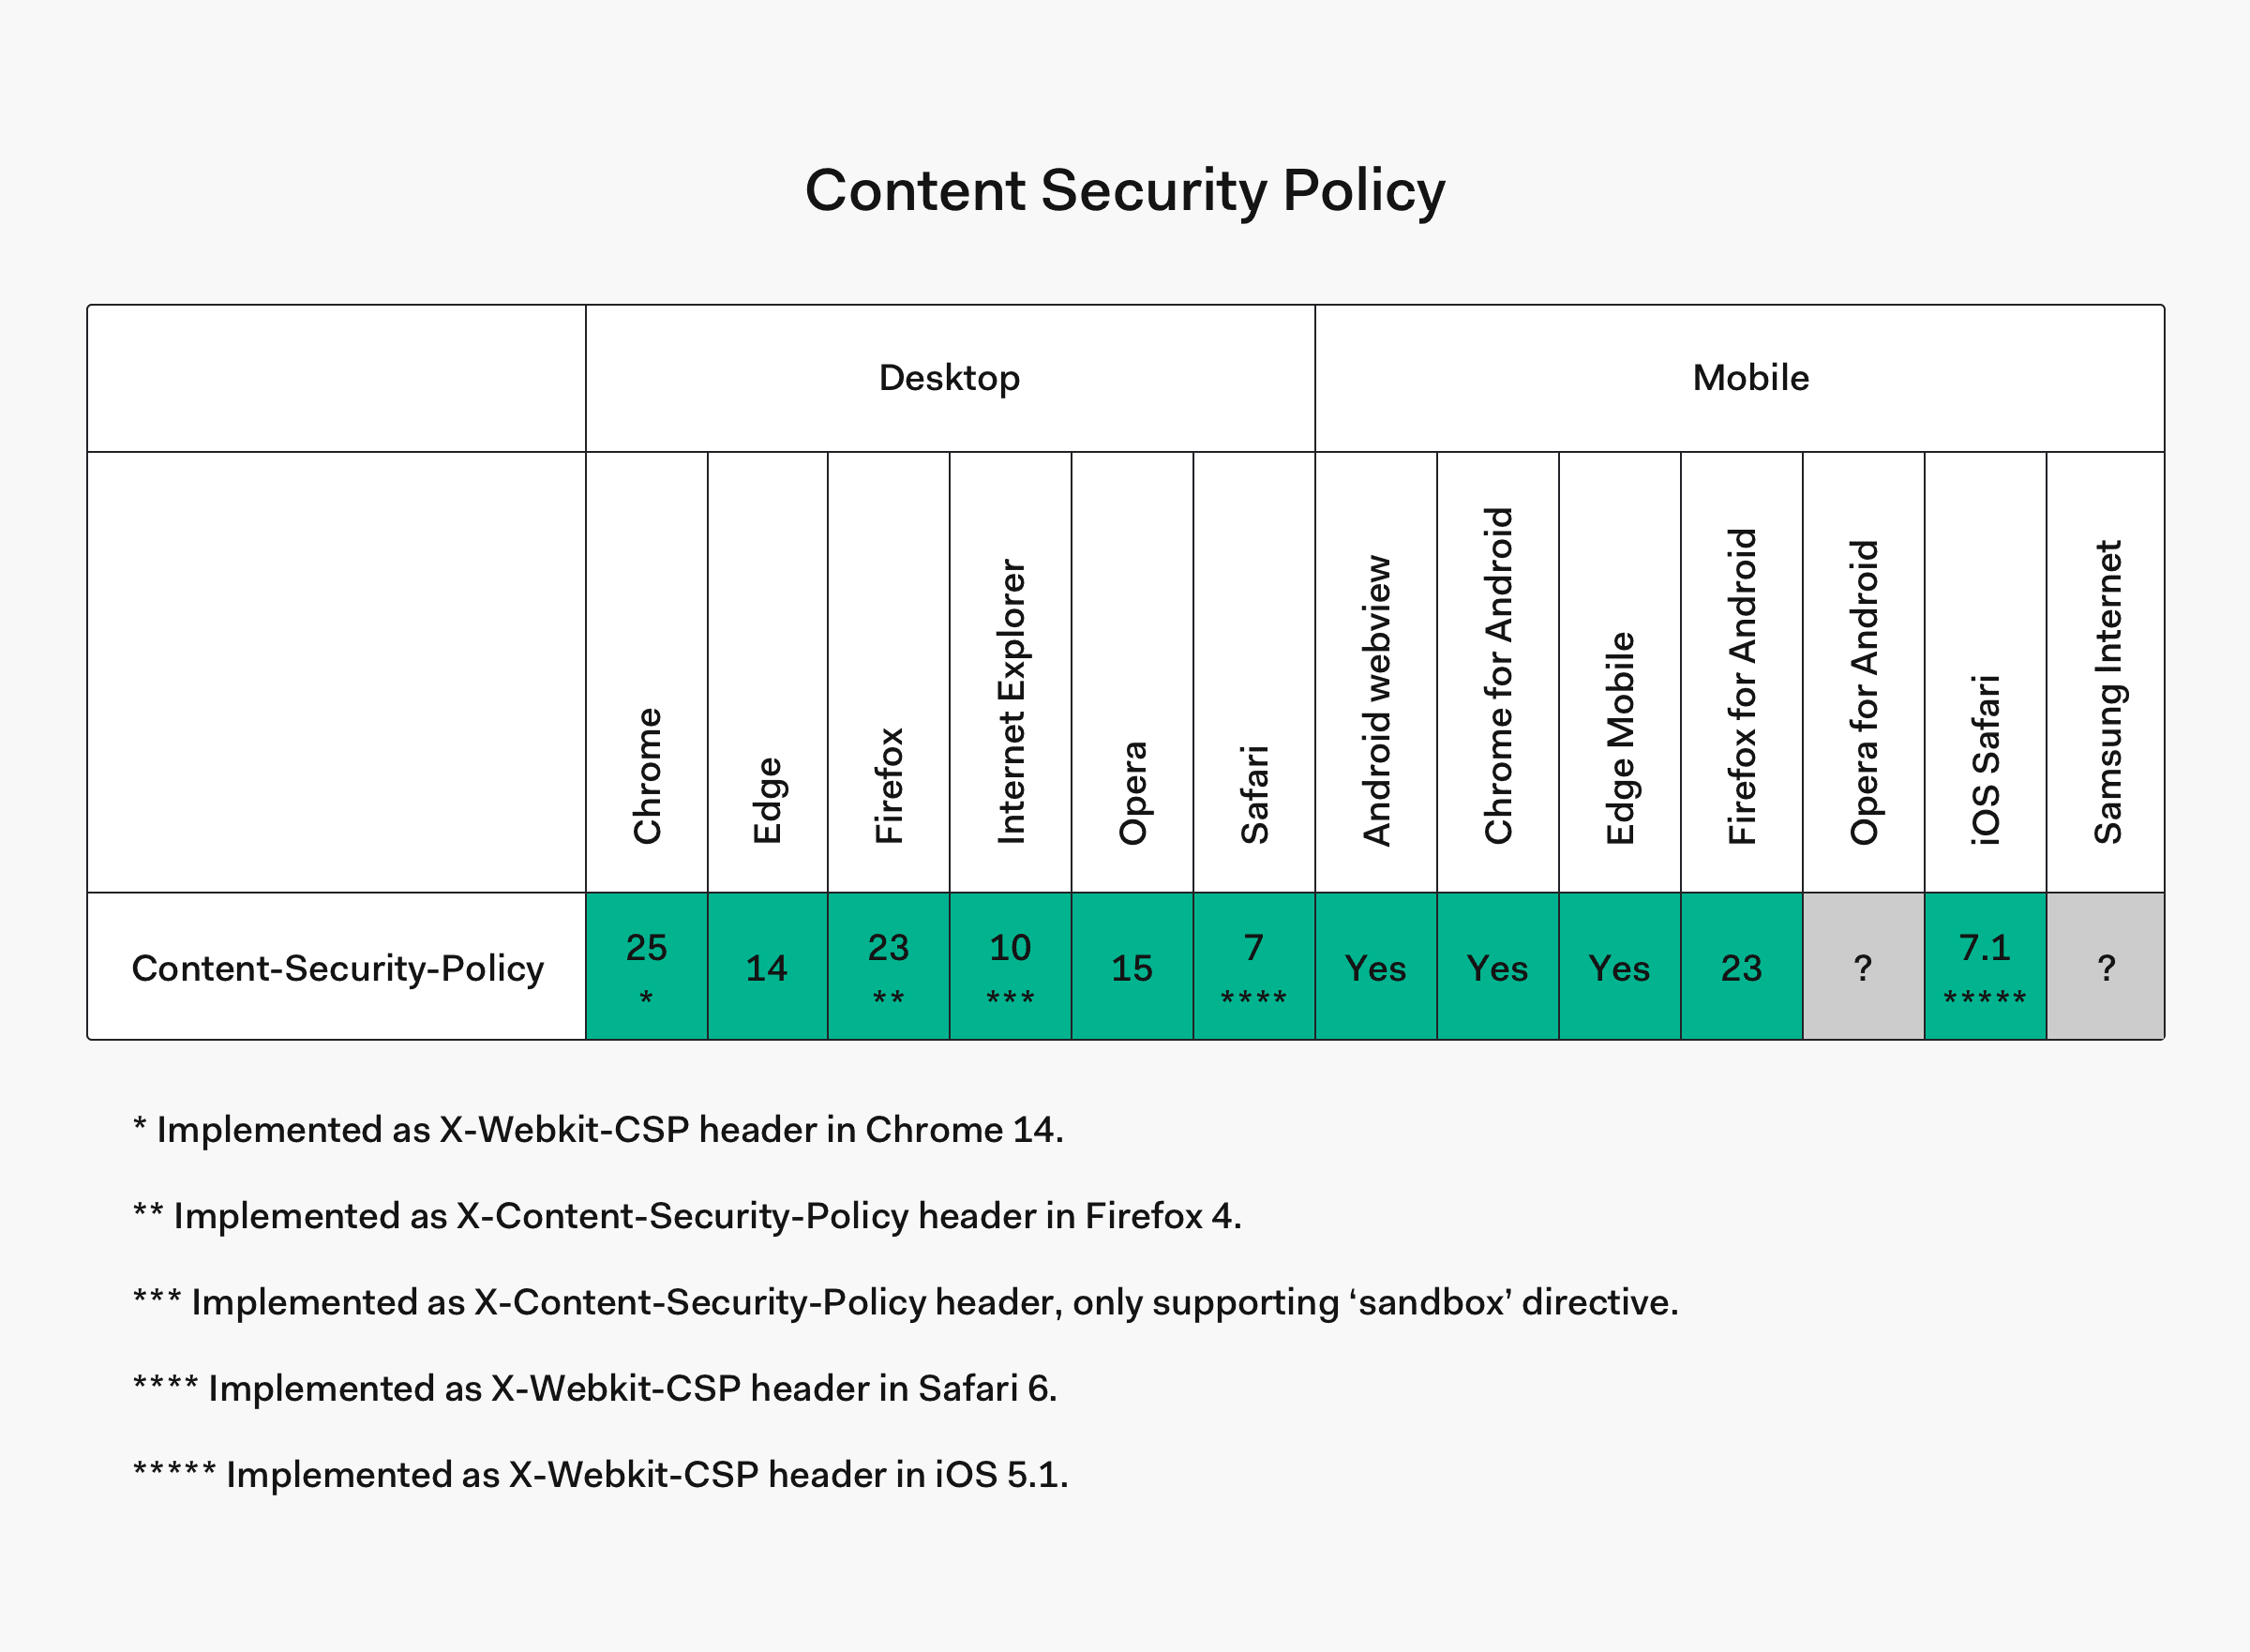 Content Security Policy
Desktop Mobile
Chrome Edge Firefox Internet Explorer Opera Safari Android webview Chrome for Android Edge Mobile Firefox for Android Opera for Android iOS Safari Samsung Internet
Content-Security-Policy 25 * 14 23 ** 10 *** 15 7 **** Yes Yes Yes 23 ? 7.1 ***** ?
* Implemented as X-Webkit-CSP header in Chrome 14.
** Implemented as X-Content-Security-Policy header in Firefox 4.
*** Implemented as X-Content-Security-Policy header, only supporting ‘sandbox’ directive.
**** Implemented as X-Webkit-CSP header in Safari 6.
***** Implemented as X-Webkit-CSP header in iOS 5.1.